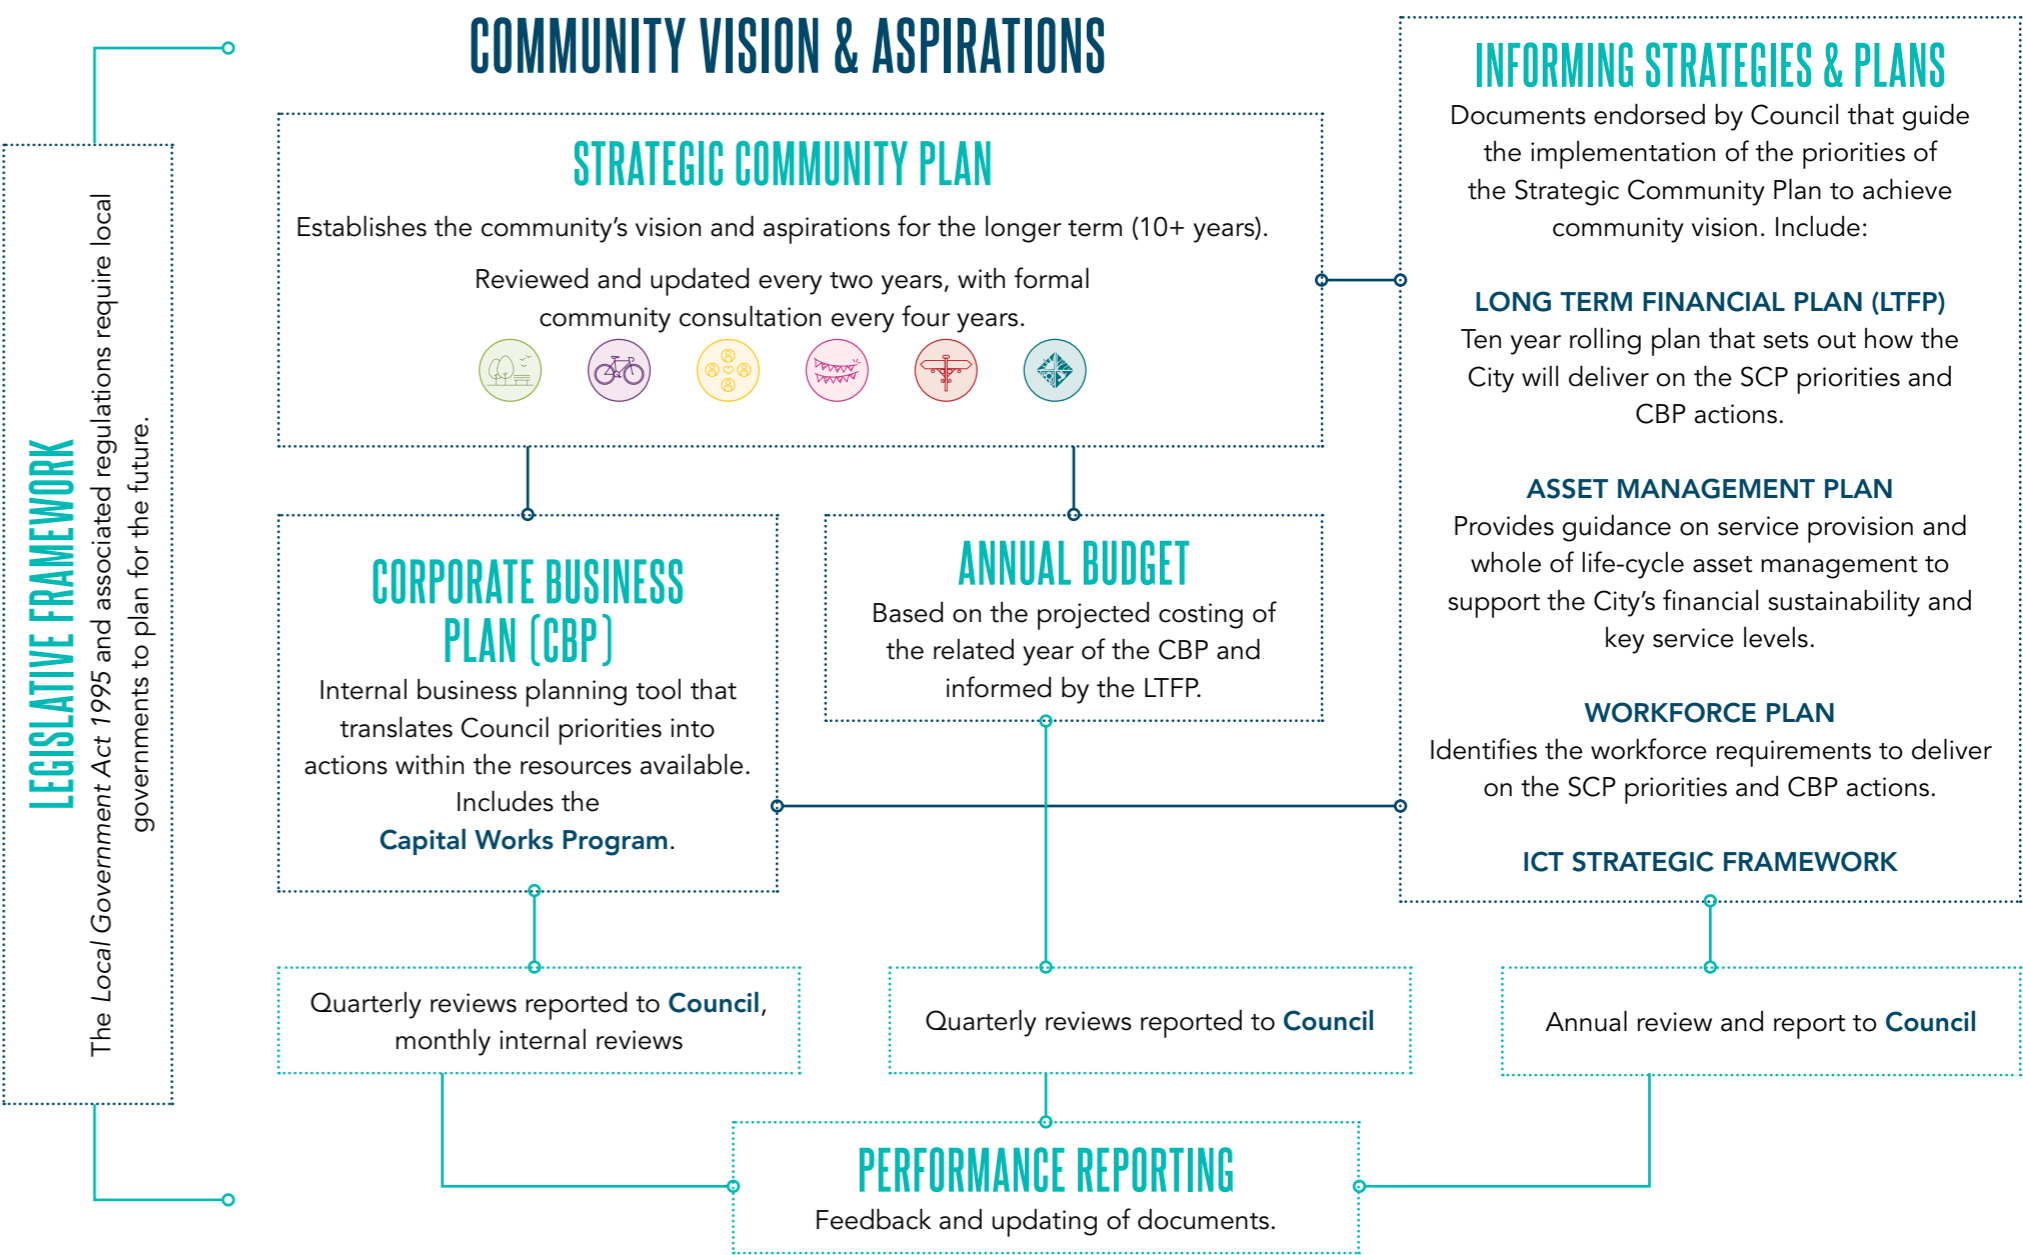 COMMUNITY VISION & ASPIRATIONS
LEGISLATIVE FRAMEWORK
The Local Government Act 1995 and associated regulations require local
governments to plan for the future.
STRATEGIC COMMUNITY PLAN
Establishes the community’s vision and aspirations for the longer term (10+ years).
Reviewed and updated every two years, with formal
community consultation every four years.
CORPORATE BUSINESS
PLAN (CBP)
Internal business planning tool that
translates Council priorities into
actions within the resources available.
Includes the
Capital Works Program.
ANNUAL BUDGET
Based on the projected costing of
the related year of the CBP and
informed by the LTFP.
INFORMING STRATEGIES & PLANS
Documents endorsed by Council that guide
the implementation of the priorities of
the Strategic Community Plan to achieve
community vision. Include:
LONG TERM FINANCIAL PLAN (LTFP)
Ten year rolling plan that sets out how the
City will deliver on the SCP priorities and
CBP actions.
ASSET MANAGEMENT PLAN
Provides guidance on service provision and
whole of life-cycle asset management to
support the City’s financial sustainability and
key service levels.
WORKFORCE PLAN
Identifies the workforce requirements to deliver
on the SCP priorities and CBP actions.
ICT STRATEGIC FRAMEWORK
Quarterly reviews reported to Council,
monthly internal reviews
Quarterly reviews reported to Council
Annual review and report to Council
PERFORMANCE REPORTING
Feedback and updating of documents.